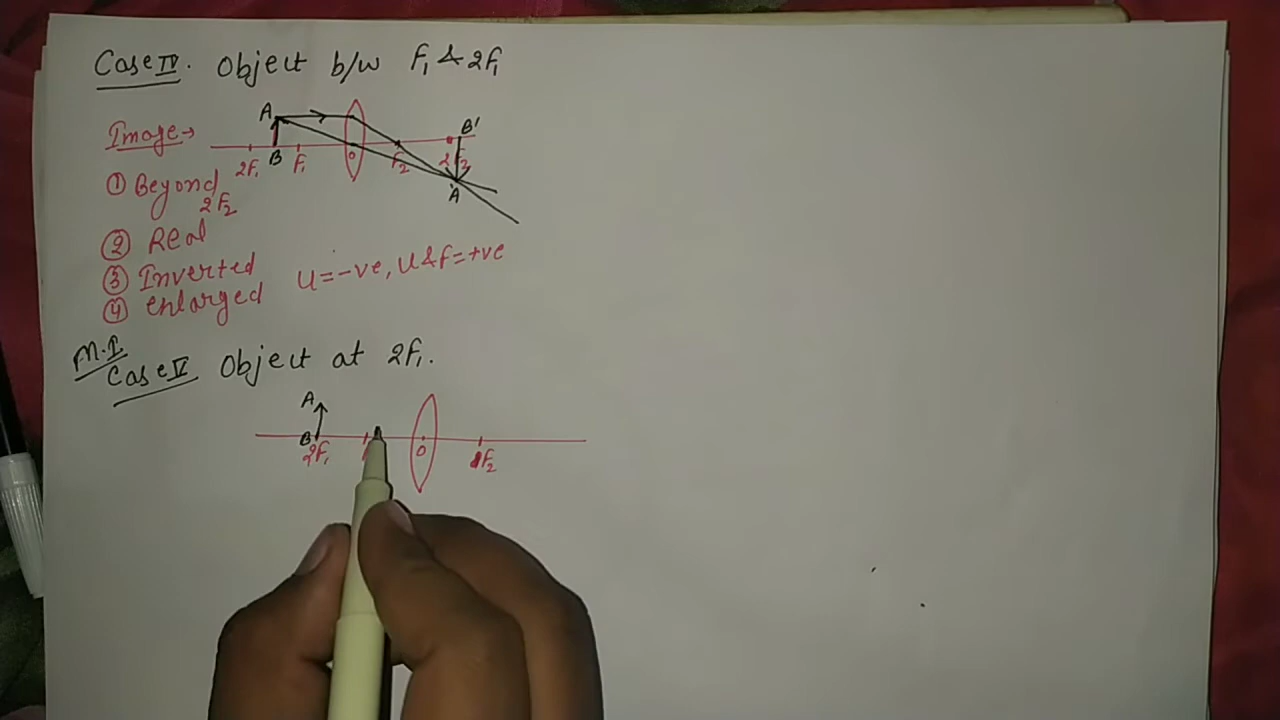 Case IV. Object b/w F₁ & 2F₁
A
B'
Image→
2F₁ B F₁ O F₂ 2F₂
① Beyond 2F₂
A
② Real
③ Inverted
u=-ve, u & f=+ve
④ enlarged
M.I
Case V Object at 2F₁.
A
B
2F₁ O F₂